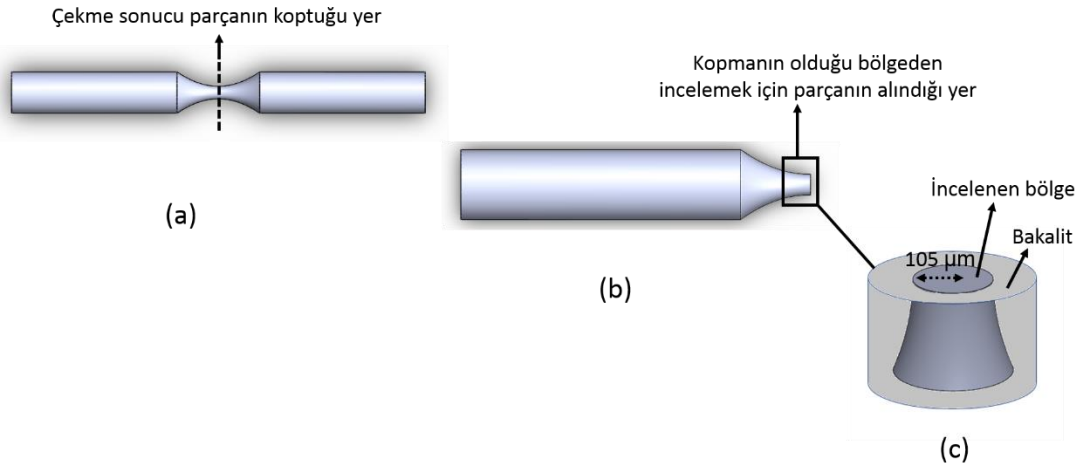 Çekme sonucu parçanın koptuğu yer
(a)
Kopmanın olduğu bölgeden
incelemek için parçanın alındığı yer
(b)
İncelenen bölge
Bakalit
105 µm
(c)